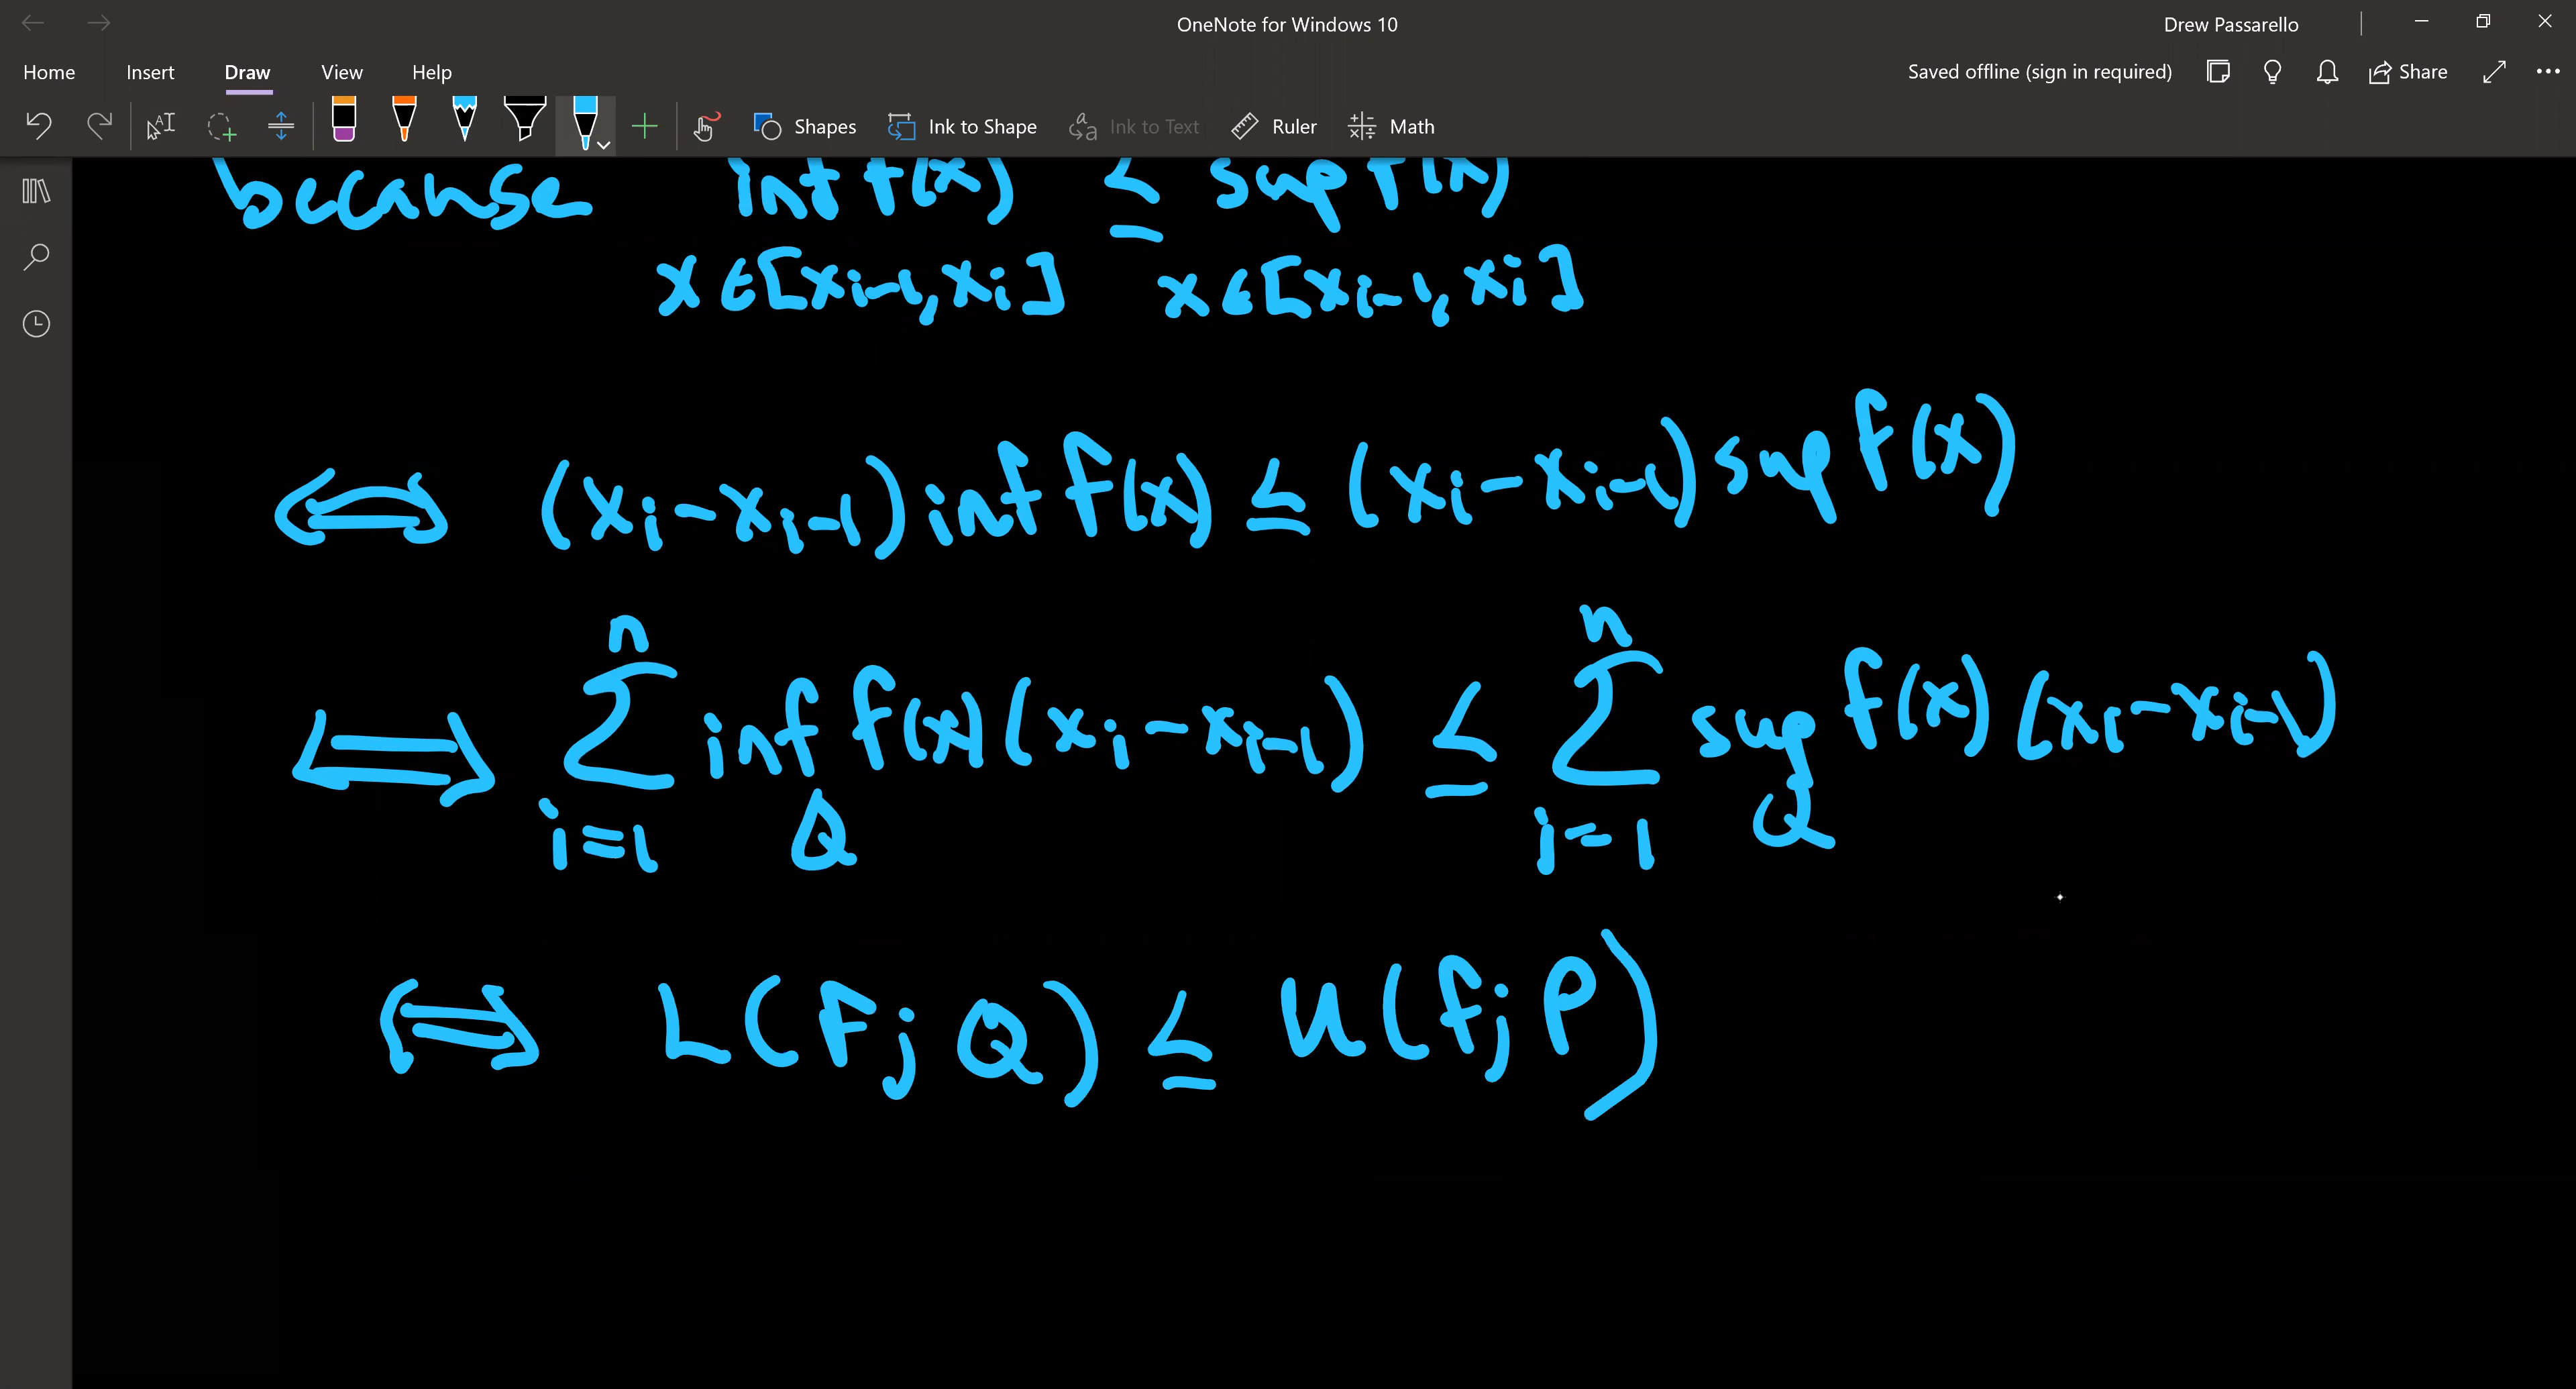 OneNote for Windows 10
Drew Passarello
Home Insert Draw View Help
Saved offline (sign in required) Share
Shapes Ink to Shape Ink to Text Ruler Math
because inf f(x) ≤ sup f(x)
x∈[xi-1, xi] x∈[xi-1, xi]
⟺ (xi-xi-1) inf f(x) ≤ (xi-xi-1) sup f(x)
n n
⟺ Σ inf f(x) (xi-xi-1) ≤ Σ sup f(x) (xi-xi-1)
i=1 Q i=1 Q
⟺ L(f; Q) ≤ U(f; P)